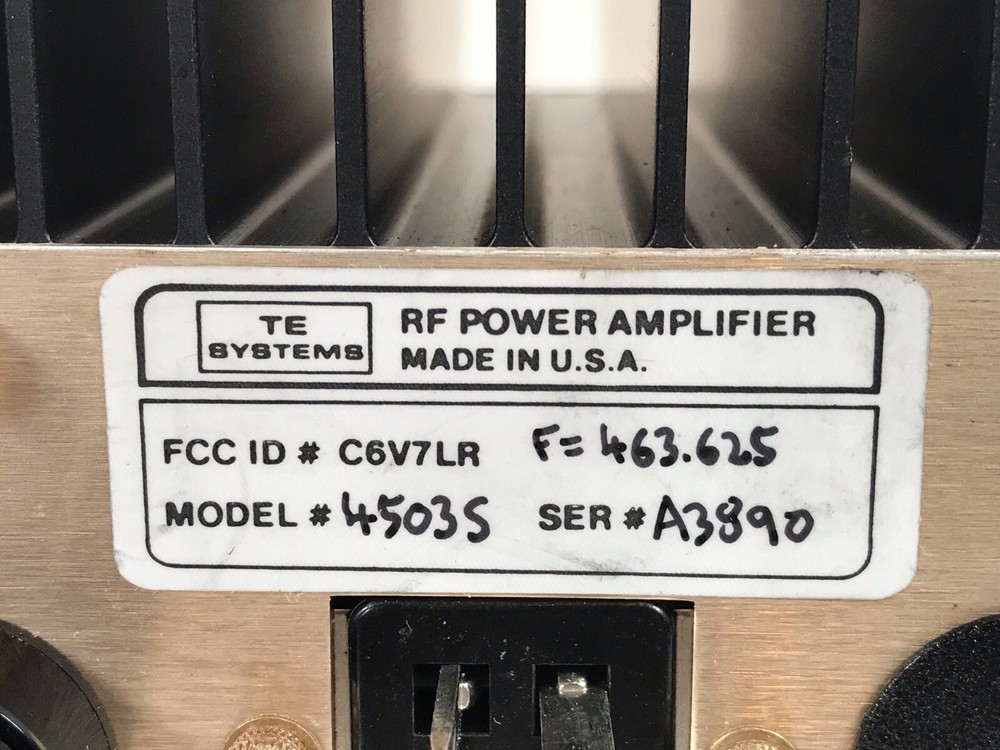 TE
SYSTEMS
RF POWER AMPLIFIER
MADE IN U.S.A.
FCC ID # C6V7LR F= 463.625
MODEL # 4503S SER # A3890